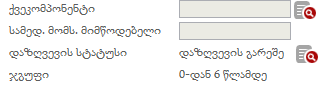 ქვეკომპონენტი
სამედ. მომს. მიმწოდებელი
დაზღვევის სტატუსი დაზღვევის გარეშე
ჯგუფი 0-დან 6 წლამდე